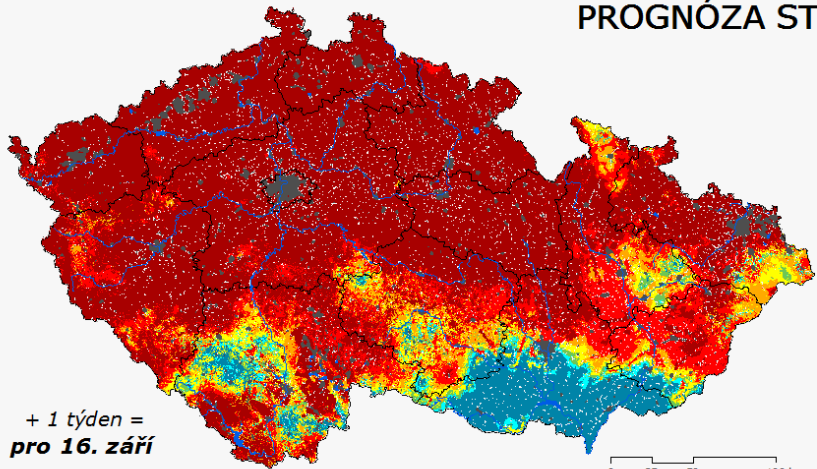 PROGNÓZA ST
+ 1 týden =
pro 16. září